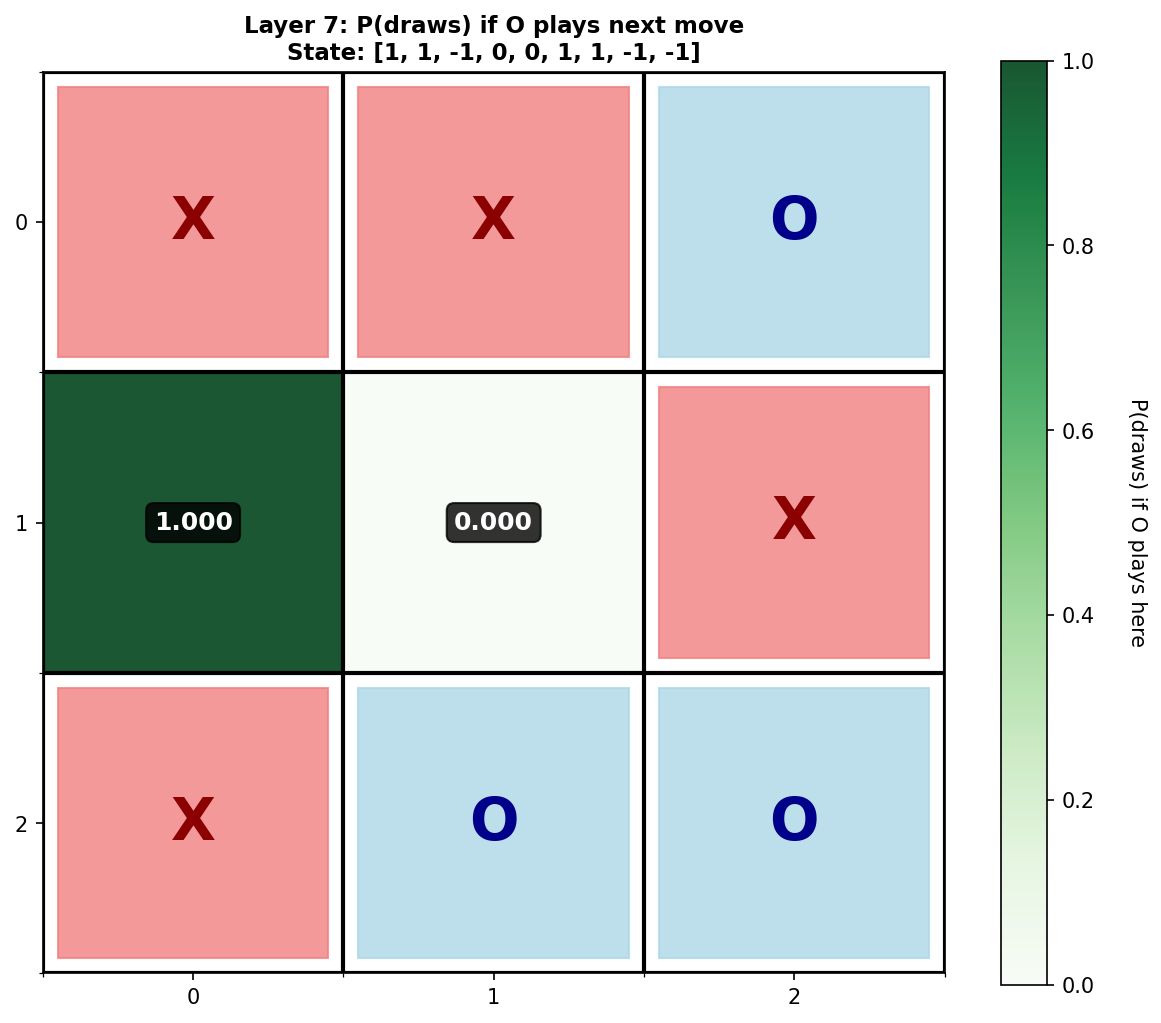 Layer 7: P(draws) if O plays next move
State: [1, 1, -1, 0, 0, 1, 1, -1, -1]
X X O
0
1.000 0.000 X
1
X O O
2
0 1 2
1.0
0.8
0.6
0.4
0.2
0.0
P(draws) if O plays here